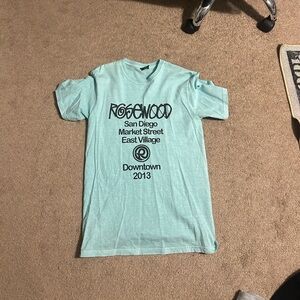 ROSEWOOD
San Diego
Market Street
East Village
R
Downtown
2013